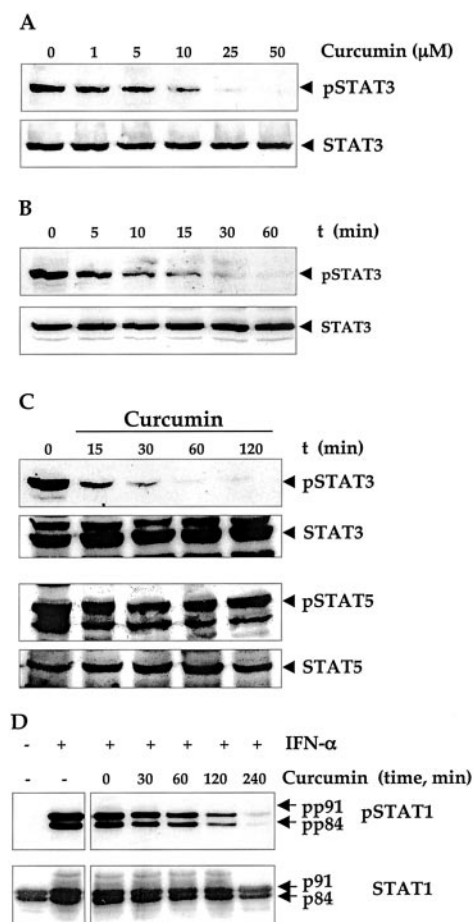 A
0 1 5 10 25 50 Curcumin (µM)
pSTAT3
STAT3
B
0 5 10 15 30 60 t (min)
pSTAT3
STAT3
C
Curcumin
0 15 30 60 120 t (min)
pSTAT3
STAT3
pSTAT5
STAT5
D
- + + + + + + IFN-α
- - 0 30 60 120 240 Curcumin (time, min)
pp91 pSTAT1
pp84
p91 STAT1
p84